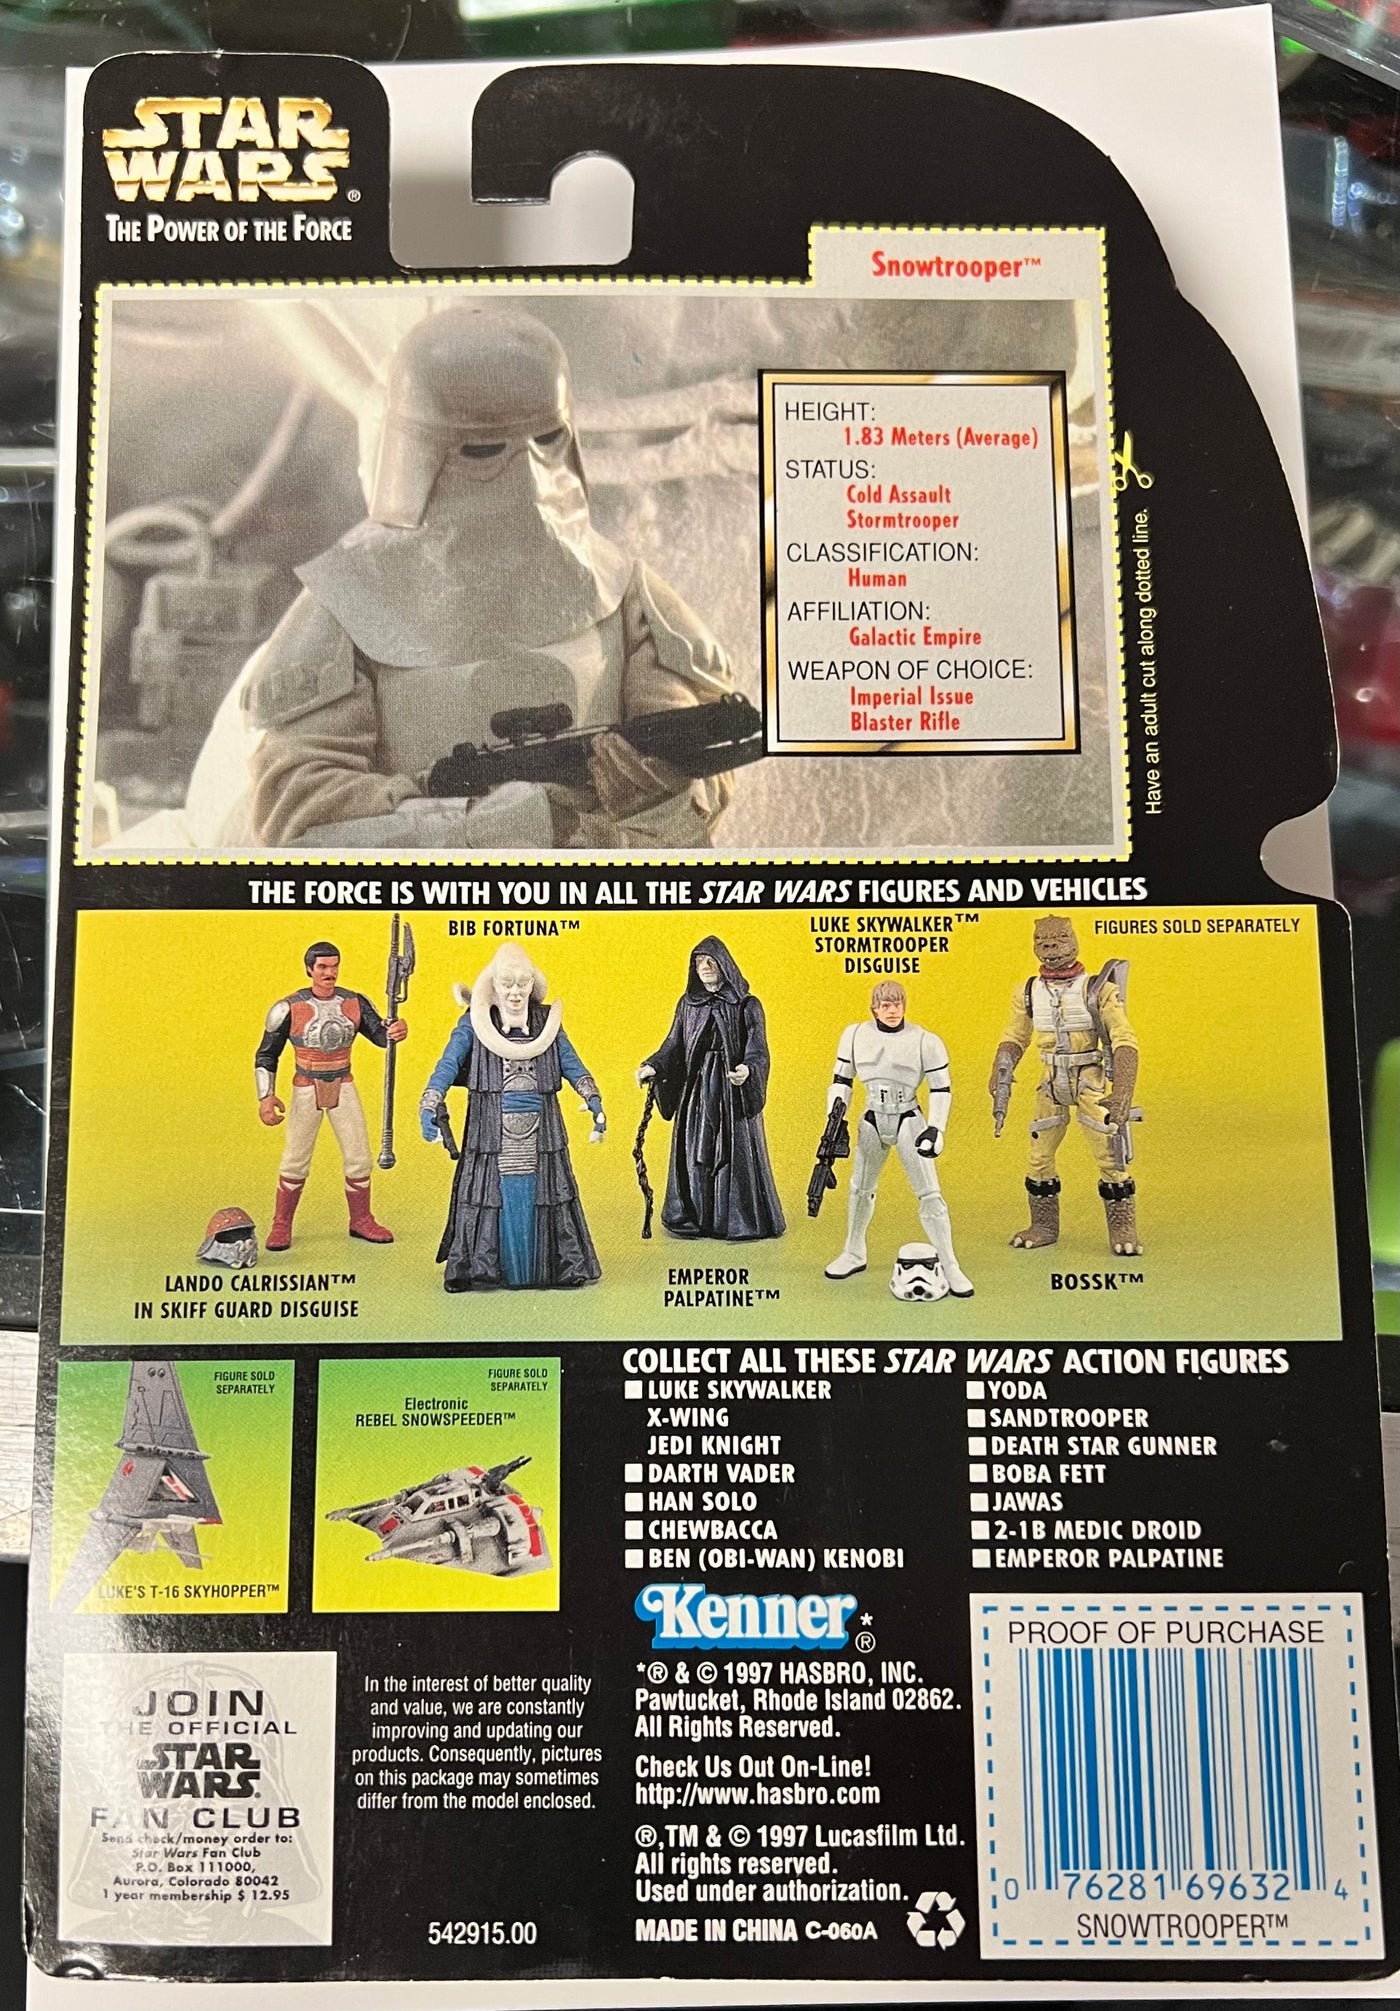 STAR
WARS®
THE POWER OF THE FORCE
Snowtrooper™
HEIGHT:
1.83 Meters (Average)
STATUS:
Cold Assault
Stormtrooper
CLASSIFICATION:
Human
AFFILIATION:
Galactic Empire
WEAPON OF CHOICE:
Imperial Issue
Blaster Rifle
Have an adult cut along dotted line.
THE FORCE IS WITH YOU IN ALL THE STAR WARS FIGURES AND VEHICLES
BIB FORTUNA™
LUKE SKYWALKER™
STORMTROOPER
DISGUISE
FIGURES SOLD SEPARATELY
LANDO CALRISSIAN™
IN SKIFF GUARD DISGUISE
EMPEROR
PALPATINE™
BOSSK™
FIGURE SOLD
SEPARATELY
LUKE'S T-16 SKYHOPPER™
FIGURE SOLD
SEPARATELY
Electronic
REBEL SNOWSPEEDER™
COLLECT ALL THESE STAR WARS ACTION FIGURES
LUKE SKYWALKER
X-WING
JEDI KNIGHT
DARTH VADER
HAN SOLO
CHEWBACCA
BEN (OBI-WAN) KENOBI
YODA
SANDTROOPER
DEATH STAR GUNNER
BOBA FETT
JAWAS
2-1B MEDIC DROID
EMPEROR PALPATINE
JOIN
THE OFFICIAL
STAR
WARS.
FAN CLUB
Send check/money order to:
Star Wars Fan Club
P.O. Box 111000,
Aurora, Colorado 80042
1 year membership $ 12.95
In the interest of better quality
and value, we are constantly
improving and updating our
products. Consequently, pictures
on this package may sometimes
differ from the model enclosed.
542915.00
Kenner*®
*® & © 1997 HASBRO, INC.
Pawtucket, Rhode Island 02862.
All Rights Reserved.
Check Us Out On-Line!
http://www.hasbro.com
®,TM & © 1997 Lucasfilm Ltd.
All rights reserved.
Used under authorization.
MADE IN CHINA C-060A
PROOF OF PURCHASE
0 76281 69632 4
SNOWTROOPER™